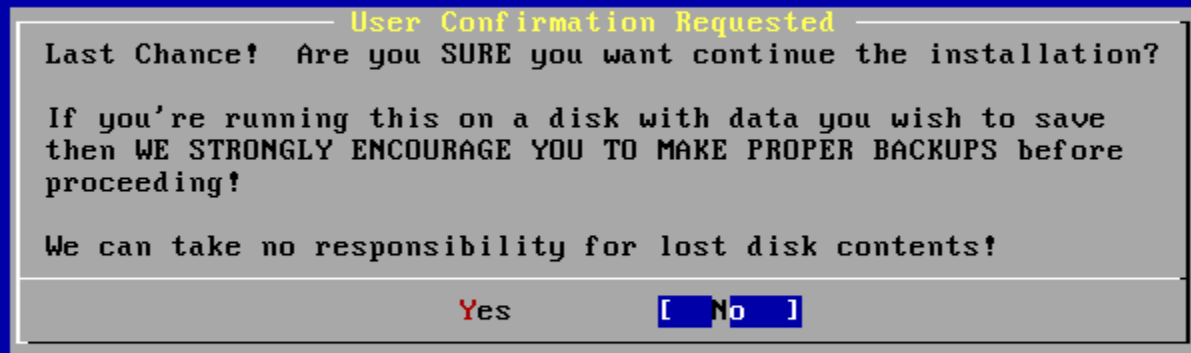 User Confirmation Requested
Last Chance!  Are you SURE you want continue the installation?
If you're running this on a disk with data you wish to save
then WE STRONGLY ENCOURAGE YOU TO MAKE PROPER BACKUPS before
proceeding!
We can take no responsibility for lost disk contents!
Yes [  No  ]